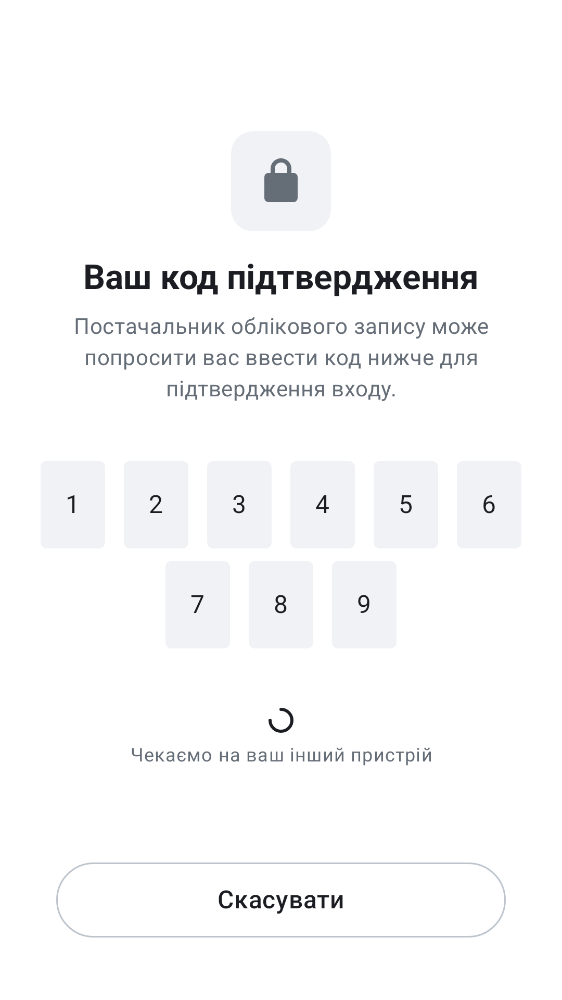 Ваш код підтвердження
Постачальник облікового запису може
попросити вас ввести код нижче для
підтвердження входу.
1 2 3 4 5 6
7 8 9
Чекаємо на ваш інший пристрій
Скасувати